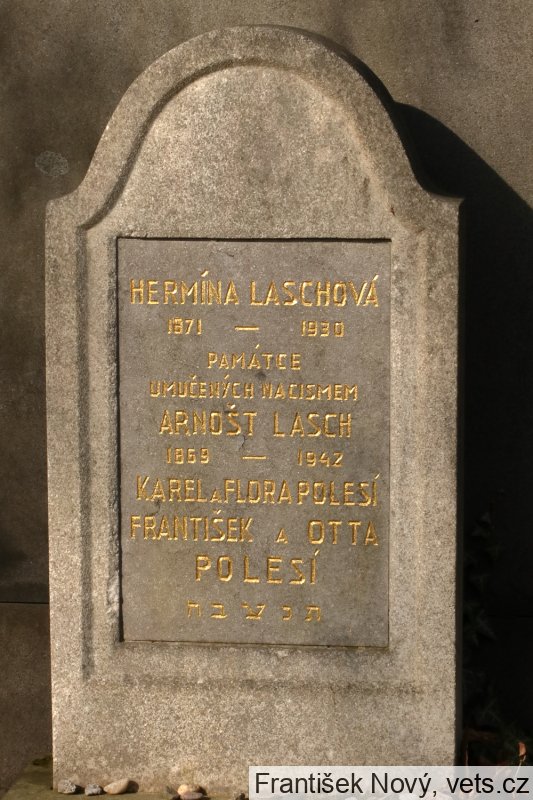 HERMÍNA LASCHOVÁ
1871 — 1930
PAMÁTCE
UMUČENÝCH NACISMEM
ARNOŠT LASCH
1869 — 1942
KAREL A FLORA POLESÍ
FRANTIŠEK A OTTA
POLESÍ
ת נ צ ב ה
František Nový, vets.cz